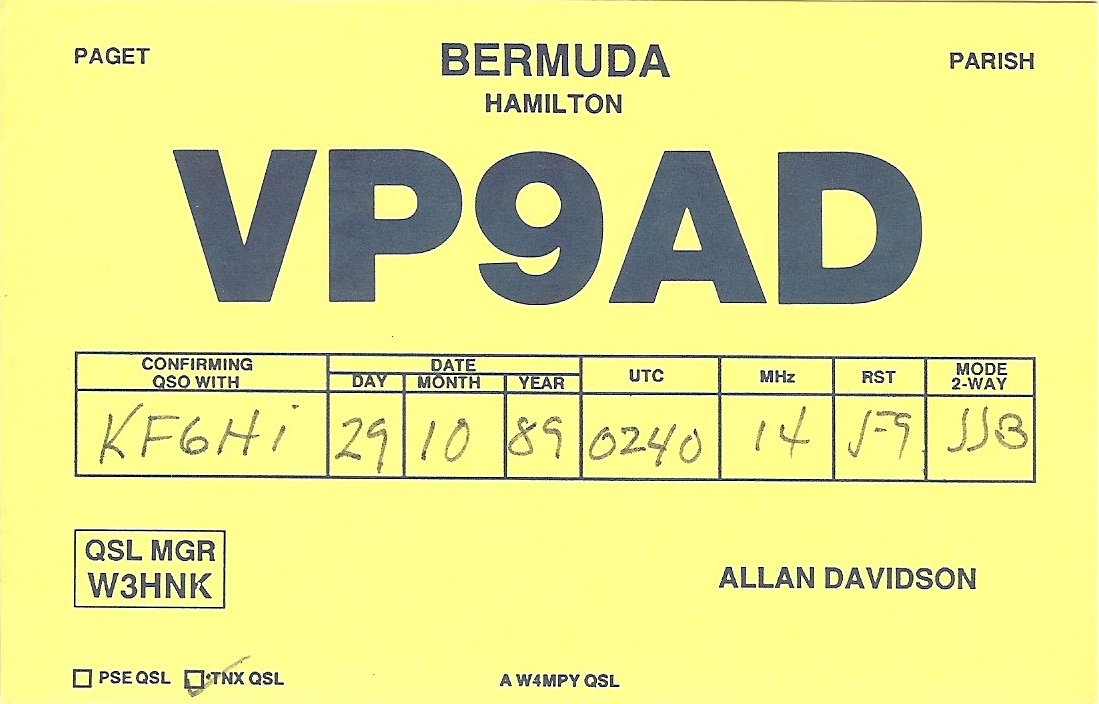 PAGET BERMUDA PARISH
HAMILTON
VP9AD
CONFIRMING QSO WITH DATE UTC MHz RST MODE 2-WAY
DAY MONTH YEAR
KF6Hi 29 10 89 0240 14 59 SSB
QSL MGR
W3HNK
ALLAN DAVIDSON
PSE QSL TNX QSL A W4MPY QSL